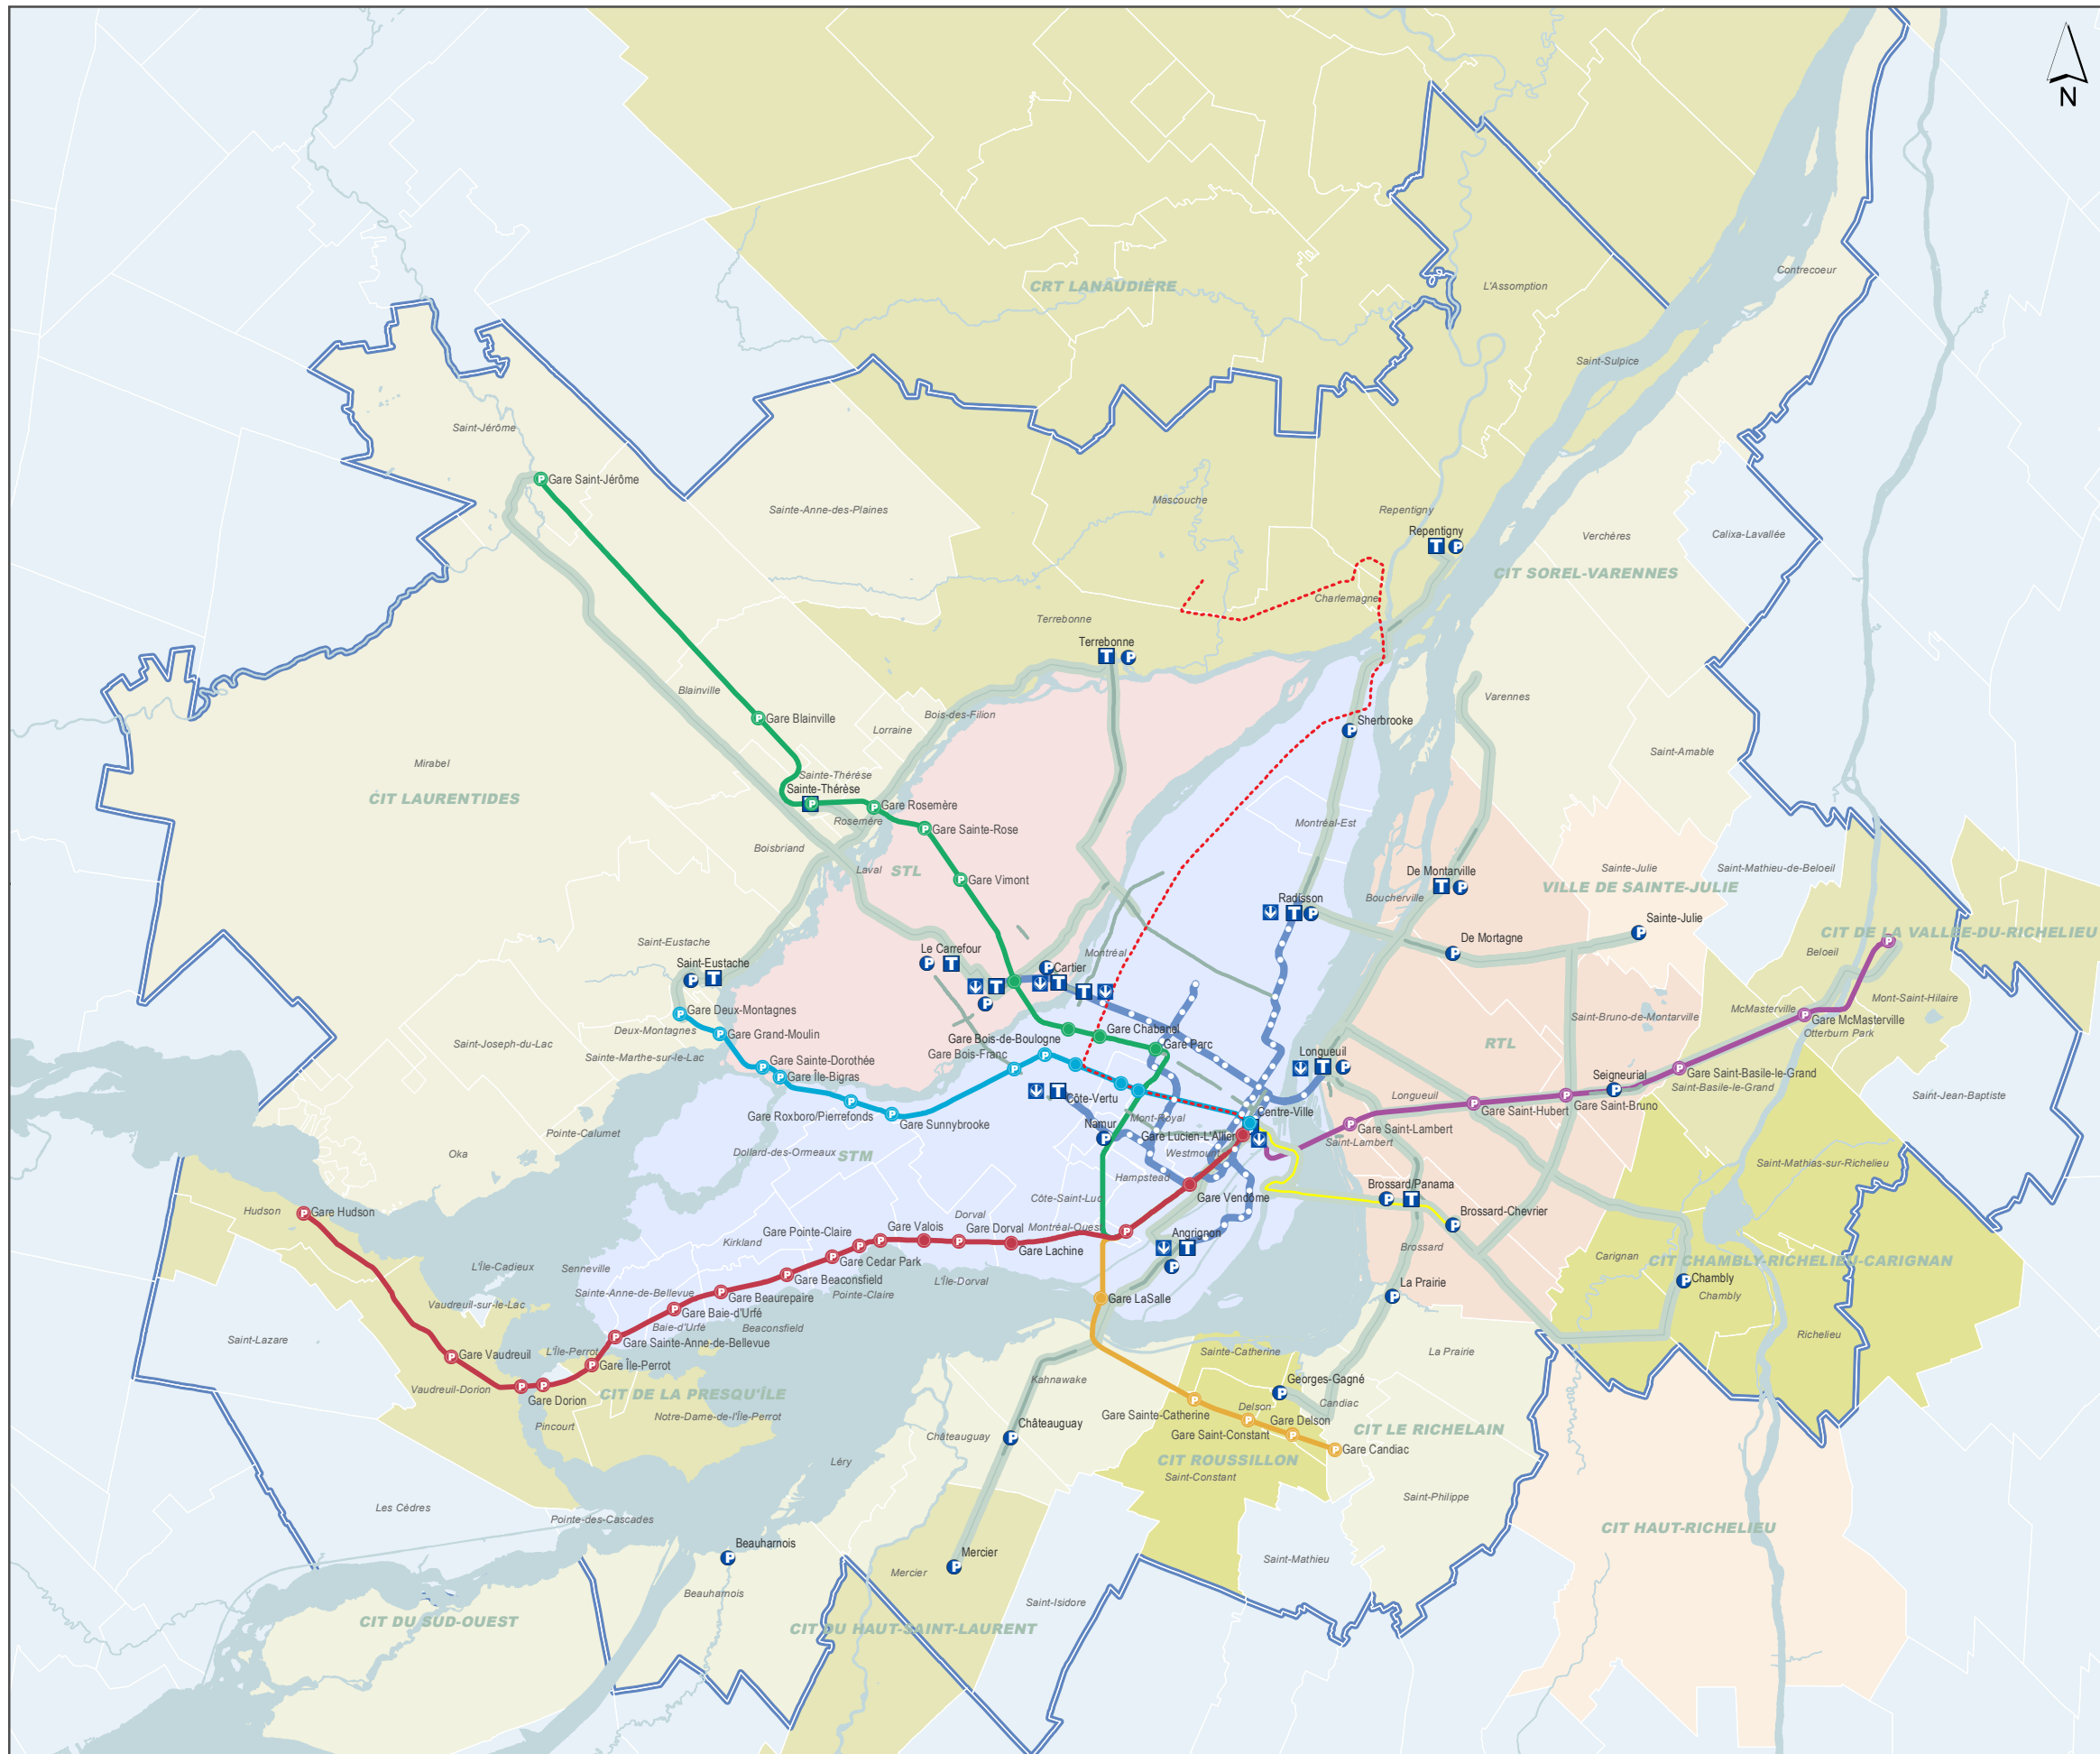 N
Contrecoeur
CRT LANAUDIÈRE
L'Assomption
Saint-Sulpice
Saint-Jérôme
Gare Saint-Jérôme
Sainte-Anne-des-Plaines
Mascouche
Repentigny
Repentigny
T P
Verchères
Calixa-Lavallée
CIT SOREL-VARENNES
Charlemagne
Terrebonne
Terrebonne
T P
Blainville
Gare Blainville
Lorraine
Bois-des-Filion
Sherbrooke
Varennes
Saint-Amable
Mirabel
CIT LAURENTIDES
Sainte-Thérèse
Sainte-Thérèse
Gare Rosemère
Rosemère
Gare Sainte-Rose
Montréal-Est
Boisbriand
Laval
STL
Gare Vimont
De Montarville
T P
Sainte-Julie
Saint-Mathieu-de-Beloeil
VILLE DE SAINTE-JULIE
Radisson
T P
Boucherville
Sainte-Julie
CIT DE LA VALLÉE-DU-RICHELIEU
Saint-Eustache
Saint-Eustache
P T
Le Carrefour
P T
Montréal
Cartier
De Mortagne
Beloeil
Mont-Saint-Hilaire
McMasterville
Gare McMasterville
Otterburn Park
Saint-Bruno-de-Montarville
Gare Deux-Montagnes
Deux-Montagnes
Gare Grand-Moulin
Saint-Joseph-du-Lac
Sainte-Marthe-sur-le-Lac
Gare Sainte-Dorothée
Gare Île-Bigras
Gare Bois-de-Boulogne
Gare Chabanel
Gare Bois-Franc
Gare Parc
Longueuil
T P
RTL
Gare Saint-Basile-le-Grand
Saint-Basile-le-Grand
Seigneurial
Saint-Jean-Baptiste
Gare Roxboro/Pierrefonds
Gare Sunnybrooke
Côte-Vertu
Mont-Royal
Centre-Ville
Longueuil
Gare Saint-Hubert
Gare Saint-Bruno
Namur
Gare Lucien-L'Allier
Gare Saint-Lambert
Saint-Lambert
Pointe-Calumet
Oka
Dollard-des-Ormeaux
STM
Westmount
Hampstead
Saint-Mathias-sur-Richelieu
Gare Vendôme
Brossard/Panama
P T
Côte-Saint-Luc
Hudson
Gare Hudson
Dorval
Montréal-Ouest
Gare Pointe-Claire
Gare Valois
Gare Dorval
Gare Lachine
Kirkland
Gare Cedar Park
Angrignon
T
P
Brossard-Chevrier
Brossard
Carignan
CIT CHAMBLY-RICHELIEU-CARIGNAN
L'Île-Cadieux
Senneville
Gare Beaconsfield
L'Île-Dorval
Pointe-Claire
Sainte-Anne-de-Bellevue
Gare Beaurepaire
Gare LaSalle
La Prairie
Chambly
Chambly
Vaudreuil-sur-le-Lac
Gare Baie-d'Urfé
Baie-d'Urfé
Beaconsfield
Gare Sainte-Anne-de-Bellevue
Richelieu
Saint-Lazare
Gare Vaudreuil
L'Île-Perrot
Gare Île-Perrot
Sainte-Catherine
La Prairie
Vaudreuil-Dorion
Gare Dorion
CIT DE LA PRESQU'ÎLE
Kahnawake
Georges-Gagné
Notre-Dame-de-l'Île-Perrot
Pincourt
Châteauguay
Châteauguay
Gare Sainte-Catherine
Delson
Candiac
Gare Delson
Gare Saint-Constant
Gare Candiac
CIT LE RICHELAIN
CIT ROUSSILLON
Saint-Constant
Léry
Saint-Philippe
Les Cèdres
Pointe-des-Cascades
CIT HAUT-RICHELIEU
Beauharnois
Mercier
Mercier
Saint-Mathieu
Beauharnois
Saint-Isidore
CIT DU SUD-OUEST
CIT DU HAUT-SAINT-LAURENT